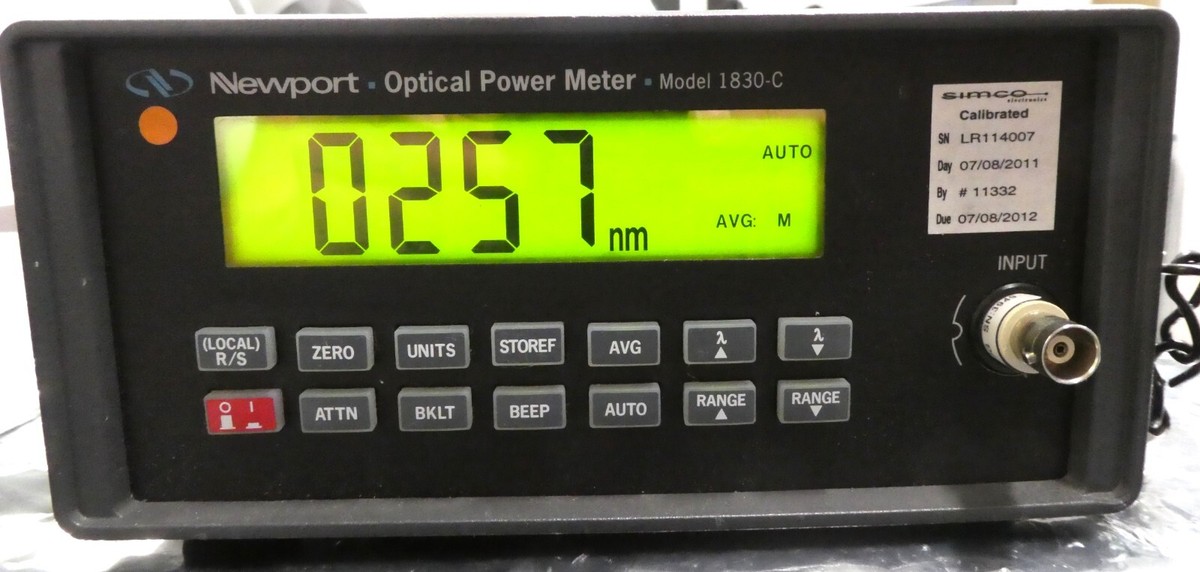 Newport · Optical Power Meter · Model 1830-C
0257 nm
AUTO
AVG: M
simco
electronics
Calibrated
SN LR114007
Day 07/08/2011
By # 11332
Due 07/08/2012
INPUT
(LOCAL) R/S
ZERO
UNITS
STOREF
AVG
λ ▲
λ ▼
O I
ATTN
BKLT
BEEP
AUTO
RANGE ▲
RANGE ▼